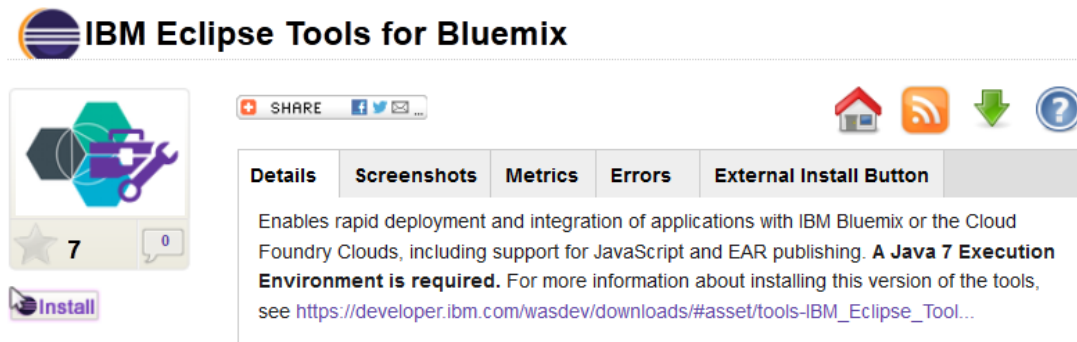 IBM Eclipse Tools for Bluemix
SHARE ...
Details Screenshots Metrics Errors External Install Button
Enables rapid deployment and integration of applications with IBM Bluemix or the Cloud
Foundry Clouds, including support for JavaScript and EAR publishing. A Java 7 Execution
Environment is required. For more information about installing this version of the tools,
see https://developer.ibm.com/wasdev/downloads/#asset/tools-IBM_Eclipse_Tool...
7 0
Install